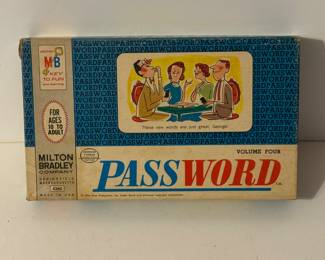 PASSWORDPASSWORDPASSWORDPASSWORD
MB
KEY
TO FUN
FOR
AGES
10 TO
ADULT
These new words are just great, George!
MILTON
BRADLEY
COMPANY
SPRINGFIELD
MASSACHUSETTS
MADE IN U.S.A.
VOLUME FOUR
PASSWORD